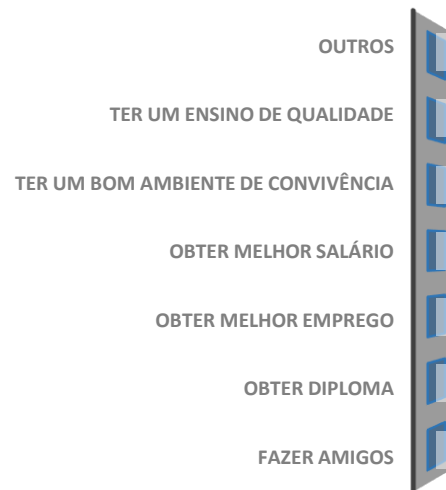 OUTROS
TER UM ENSINO DE QUALIDADE
TER UM BOM AMBIENTE DE CONVIVÊNCIA
OBTER MELHOR SALÁRIO
OBTER MELHOR EMPREGO
OBTER DIPLOMA
FAZER AMIGOS